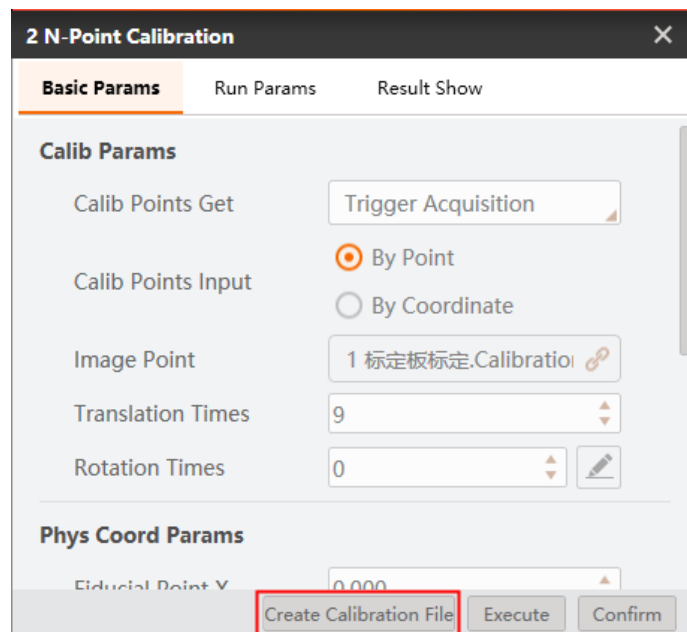 2 N-Point Calibration
Basic Params Run Params Result Show
Calib Params
Calib Points Get Trigger Acquisition
By Point
Calib Points Input
By Coordinate
Image Point 1 标定板标定.Calibratio
Translation Times 9
Rotation Times 0
Phys Coord Params
Fiducial Point X 0.000
Create Calibration File Execute Confirm